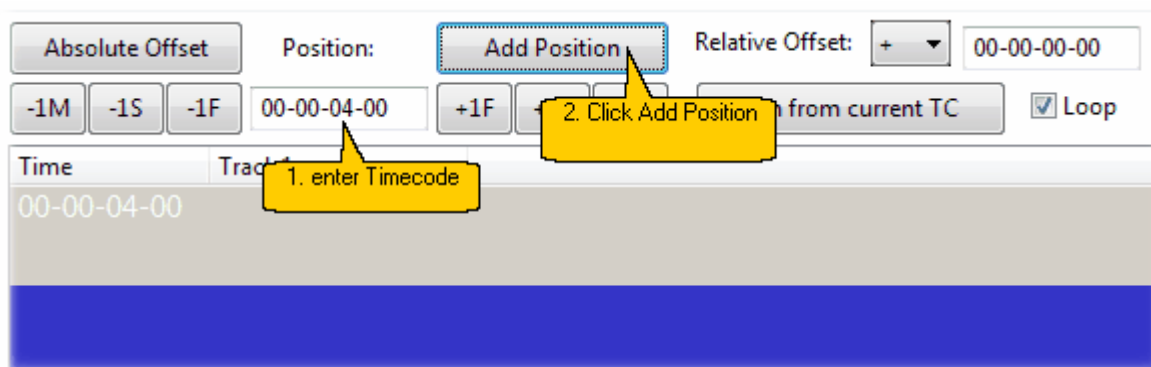 Absolute Offset Position: Add Position Relative Offset: + 00-00-00-00
-1M -1S -1F 00-00-04-00 +1F from current TC Loop
2. Click Add Position
Time
1. enter Timecode
00-00-04-00